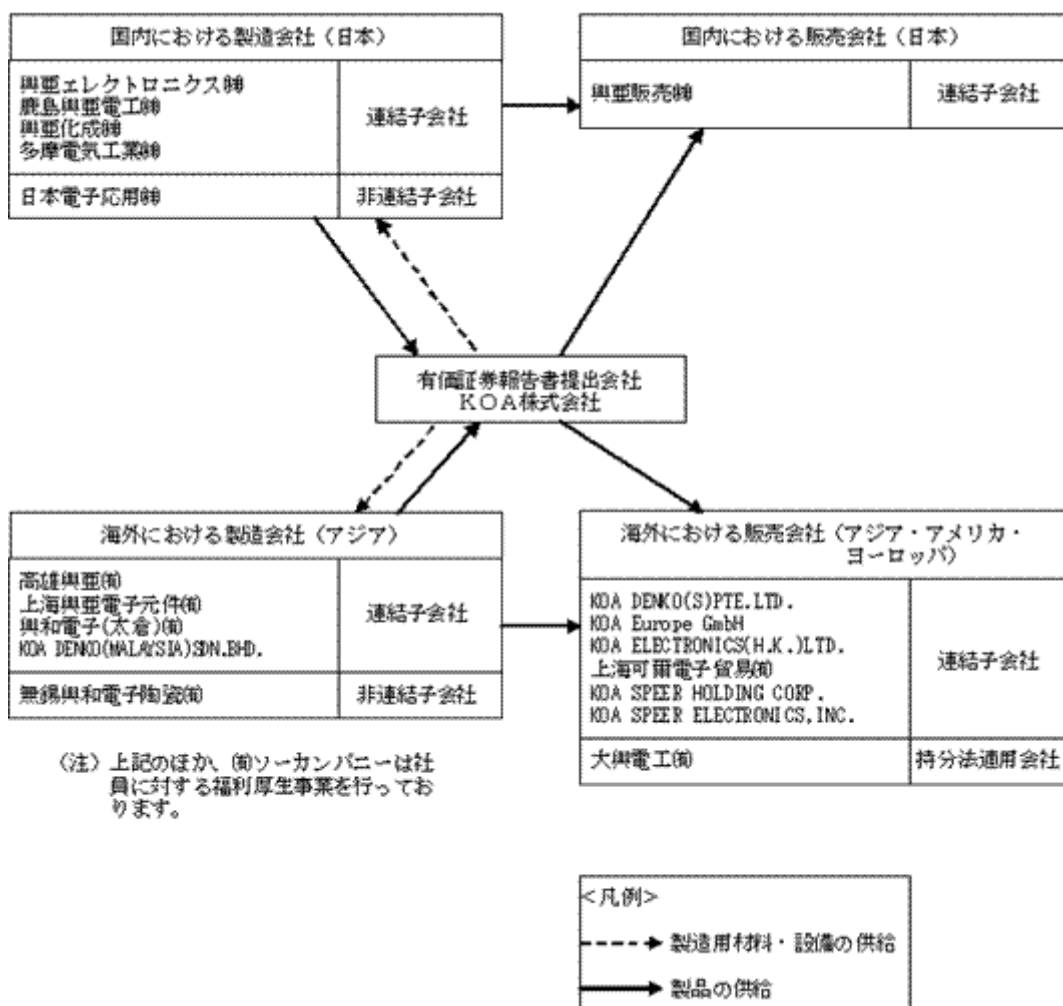 国内における製造会社（日本）
興亜エレクトロニクス㈱
鹿島興亜電工㈱
興亜化成㈱
多摩電気工業㈱
連結子会社
日本電子応用㈱
非連結子会社
国内における販売会社（日本）
興亜販売㈱
連結子会社
有価証券報告書提出会社
ＫＯＡ株式会社
海外における製造会社（アジア）
高雄興亜㈲
上海興亜電子元件㈲
興和電子(太倉)㈲
KOA DENKO(MALAYSIA)SDN.BHD.
連結子会社
無錫興和電子陶瓷㈲
非連結子会社
海外における販売会社（アジア・アメリカ・
ヨーロッパ）
KOA DENKO(S)PTE.LTD.
KOA Europe GmbH
KOA ELECTRONICS(H.K.)LTD.
上海可爾電子貿易㈲
KOA SPEER HOLDING CORP.
KOA SPEER ELECTRONICS,INC.
連結子会社
大興電工㈲
持分法適用会社
（注）上記のほか、㈲ソーカンパニーは社
員に対する福利厚生事業を行ってお
ります。
＜凡例＞
製造用材料・設備の供給
製品の供給